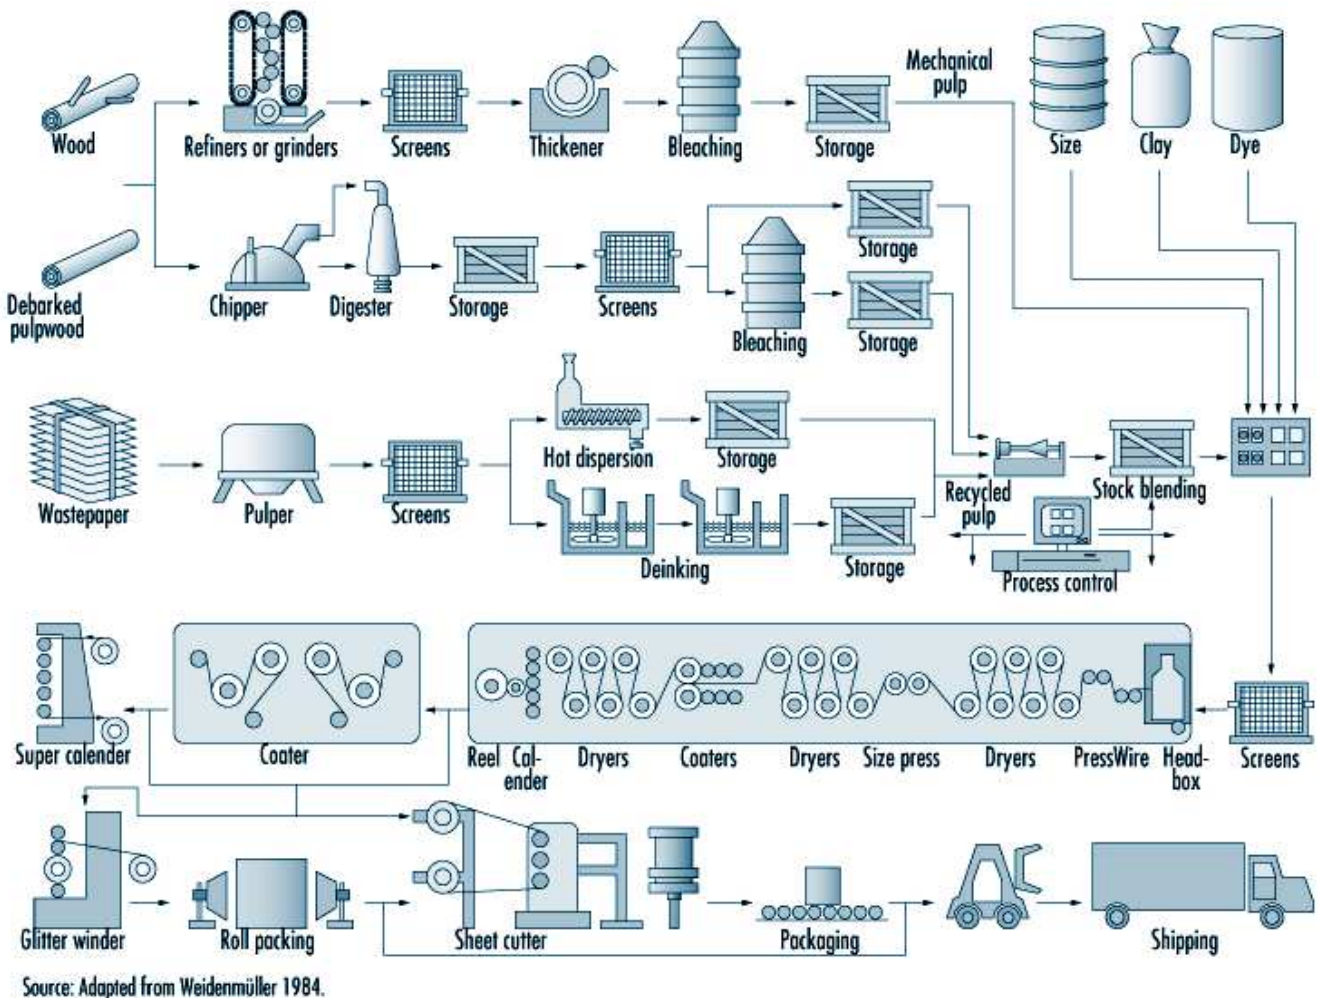 Mechanical
pulp
Wood
Refiners or grinders
Screens
Thickener
Bleaching
Storage
Size
Clay
Dye
Debarked
pulpwood
Chipper
Digester
Storage
Screens
Bleaching
Storage
Storage
Wastepaper
Pulper
Screens
Hot dispersion
Storage
Deinking
Storage
Recycled
pulp
Stock blending
Process control
Super calender
Coater
Reel
Cal-
ender
Dryers
Coaters
Dryers
Size press
Dryers
Press
Wire
Head-
box
Screens
Glitter winder
Roll packing
Sheet cutter
Packaging
Shipping
Source: Adapted from Weidenmüller 1984.